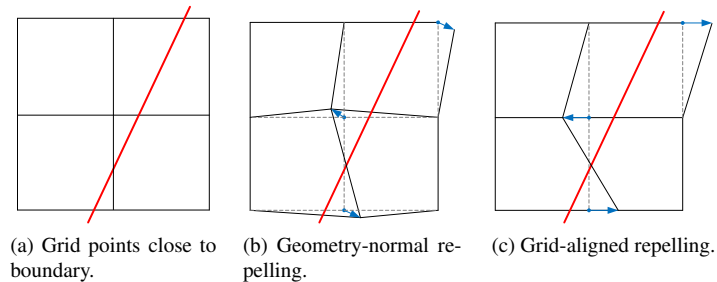 (a) Grid points close to
boundary.
(b) Geometry-normal re-
pelling.
(c) Grid-aligned repelling.